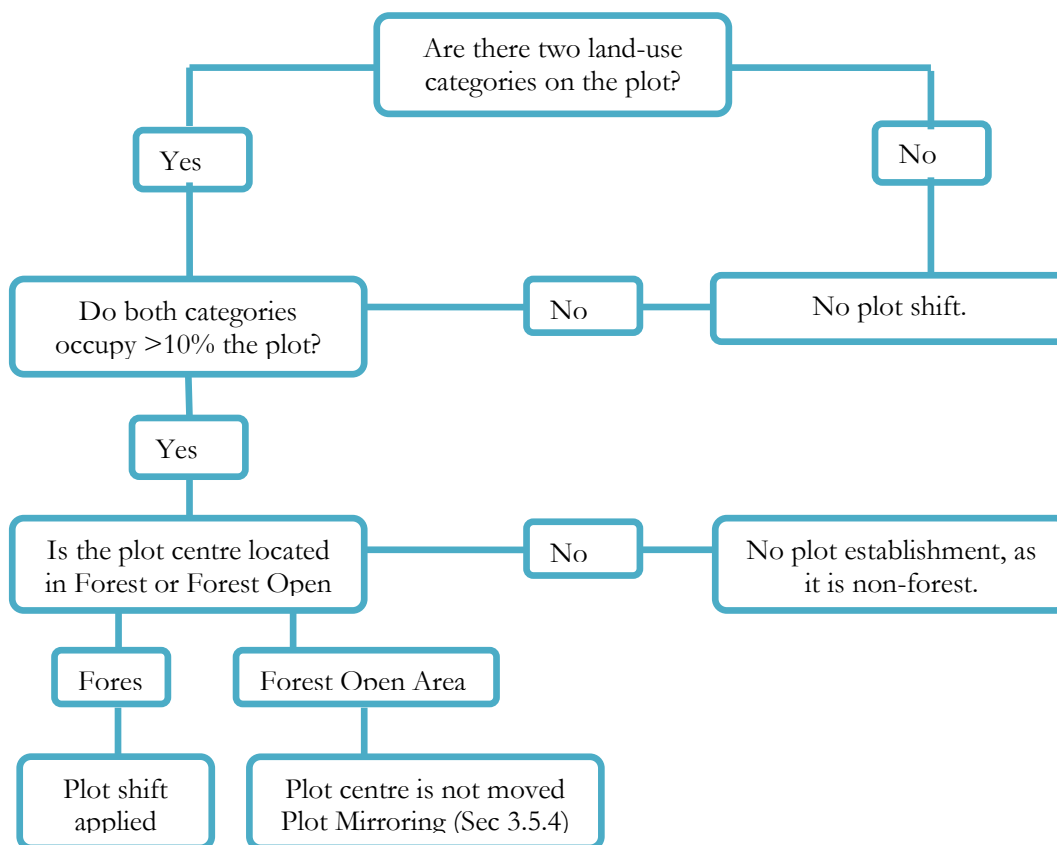 Are there two land-use
categories on the plot?
Yes
No
Do both categories
occupy >10% the plot?
No
No plot shift.
Yes
Is the plot centre located
in Forest or Forest Open
No
No plot establishment, as
it is non-forest.
Fores
Forest Open Area
Plot shift
applied
Plot centre is not moved
Plot Mirroring (Sec 3.5.4)